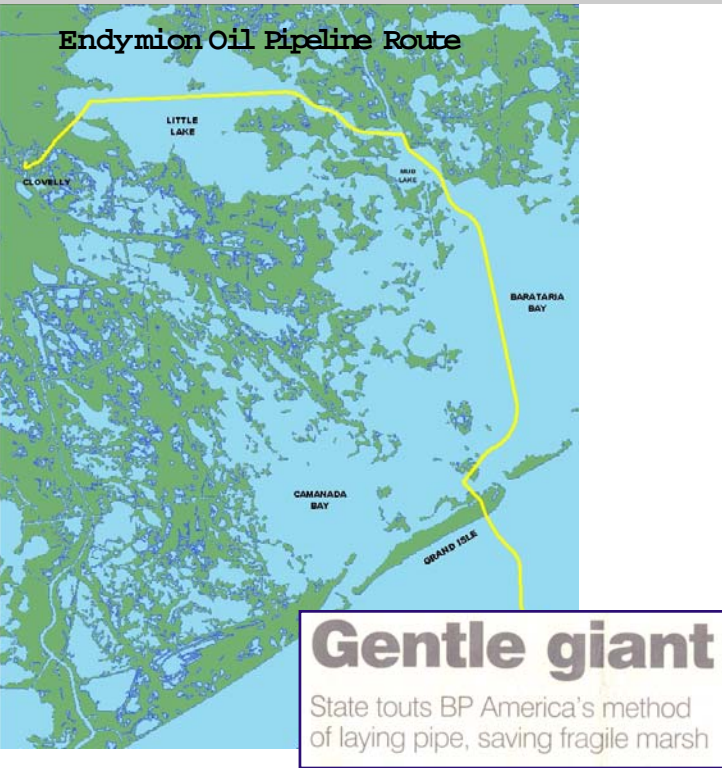 Endymion Oil Pipeline Route
LITTLE
LAKE
CLOVELLY
MUD
LAKE
BARATARIA
BAY
CAMANADA
BAY
GRAND ISLE
Gentle giant
State touts BP America's method
of laying pipe, saving fragile marsh